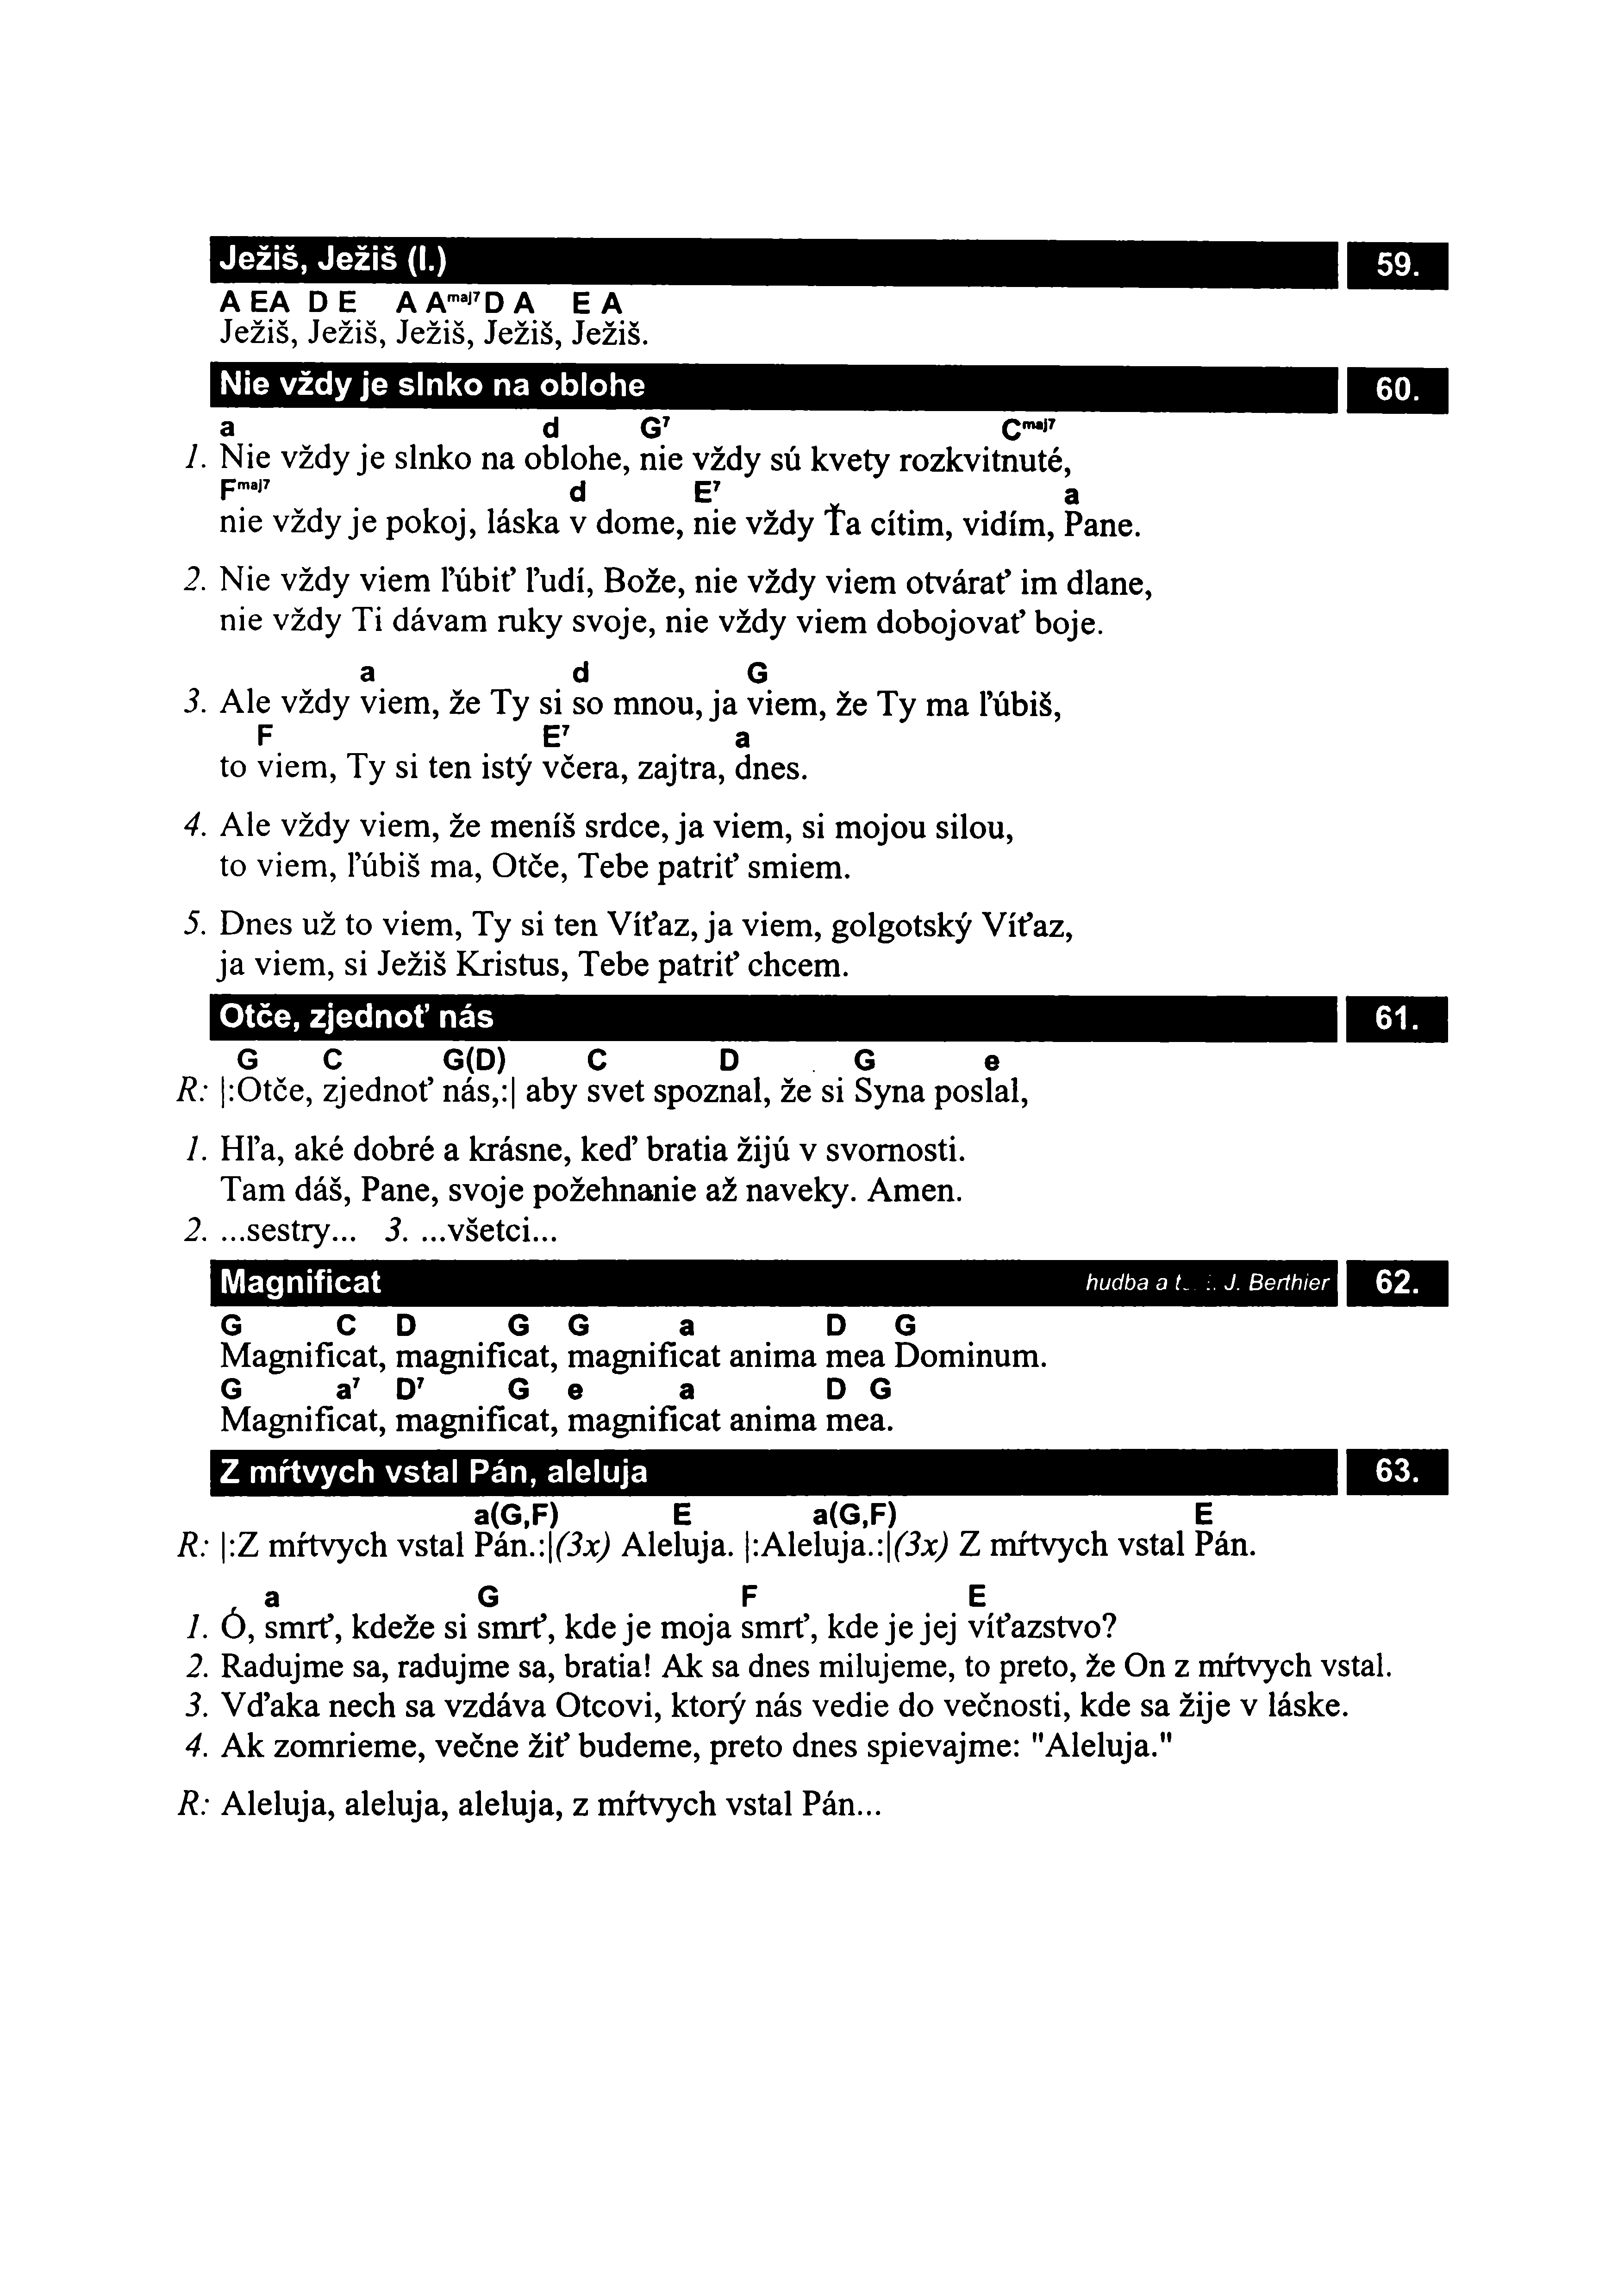 Ježiš, Ježiš (I.) 59.
A EA D E A Amaj7 D A E A
Ježiš, Ježiš, Ježiš, Ježiš, Ježiš.
Nie vždy je slnko na oblohe 60.
a d G7 Cmaj7
1. Nie vždy je slnko na oblohe, nie vždy sú kvety rozkvitnuté,
Fmaj7 d E7 a
nie vždy je pokoj, láska v dome, nie vždy Ťa cítim, vidím, Pane.
2. Nie vždy viem ľúbiť ľudí, Bože, nie vždy viem otvárať im dlane,
nie vždy Ti dávam ruky svoje, nie vždy viem dobojovať boje.
a d G
3. Ale vždy viem, že Ty si so mnou, ja viem, že Ty ma ľúbiš,
F E7 a
to viem, Ty si ten istý včera, zajtra, dnes.
4. Ale vždy viem, že meníš srdce, ja viem, si mojou silou,
to viem, ľúbiš ma, Otče, Tebe patriť smiem.
5. Dnes už to viem, Ty si ten Víťaz, ja viem, golgotský Víťaz,
ja viem, si Ježiš Kristus, Tebe patriť chcem.
Otče, zjednoť nás 61.
G C G(D) C D G e
R: |:Otče, zjednoť nás,:| aby svet spoznal, že si Syna poslal,
1. Hľa, aké dobré a krásne, keď bratia žijú v svornosti.
Tam dáš, Pane, svoje požehnanie až naveky. Amen.
2. ...sestry... 3. ...všetci...
Magnificat hudba a J. Berthier 62.
G C D G G a D G
Magnificat, magnificat, magnificat anima mea Dominum.
G a7 D7 G e a D G
Magnificat, magnificat, magnificat anima mea.
Z mŕtvych vstal Pán, aleluja 63.
a(G,F) E a(G,F) E
R: |:Z mŕtvych vstal Pán.:|(3x) Aleluja. |:Aleluja.:|(3x) Z mŕtvych vstal Pán.
a G F E
1. Ó, smrť, kdeže si smrť, kde je moja smrť, kde je jej víťazstvo?
2. Radujme sa, radujme sa, bratia! Ak sa dnes milujeme, to preto, že On z mŕtvych vstal.
3. Vďaka nech sa vzdáva Otcovi, ktorý nás vedie do večnosti, kde sa žije v láske.
4. Ak zomrieme, večne žiť budeme, preto dnes spievajme: "Aleluja."
R: Aleluja, aleluja, aleluja, z mŕtvych vstal Pán...